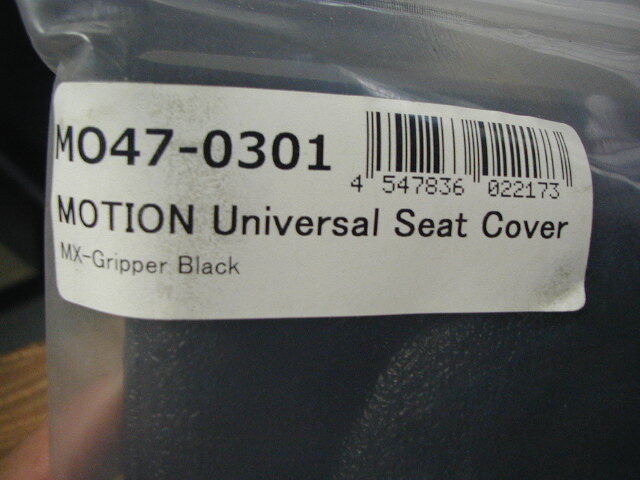 MO47-0301
4 547836 022173
MOTION Universal Seat Cover
MX-Gripper Black